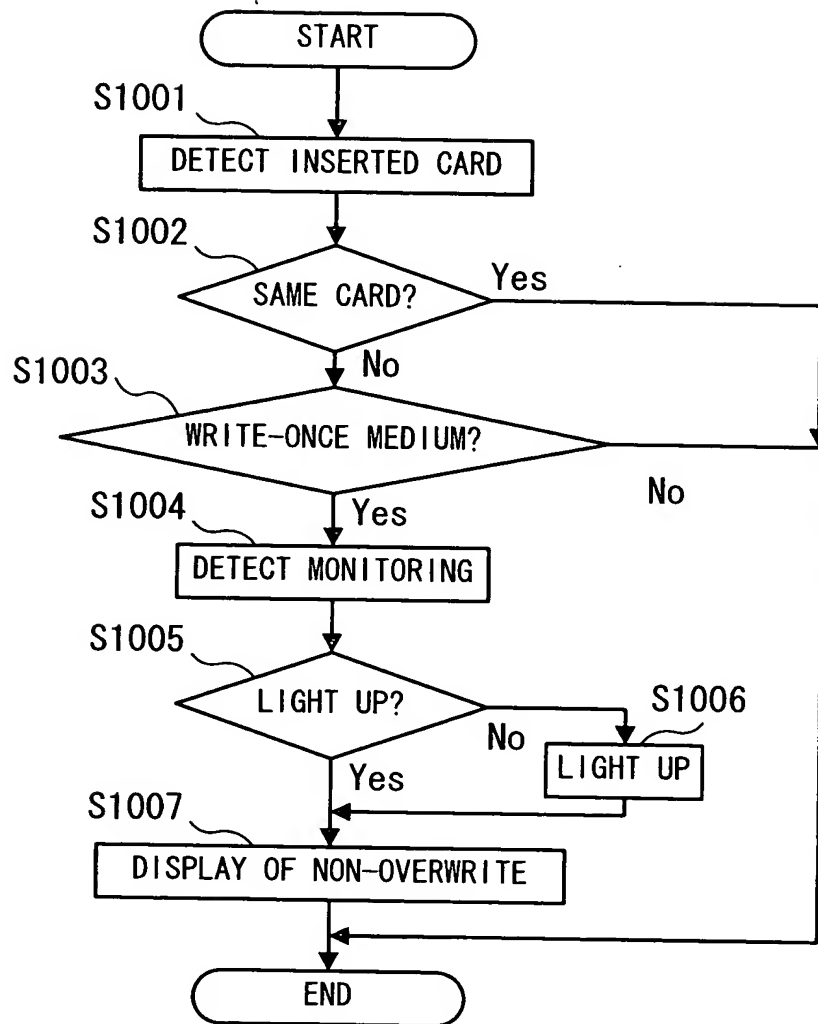 START
S1001
DETECT INSERTED CARD
S1002
SAME CARD?
Yes
No
S1003
WRITE-ONCE MEDIUM?
No
S1004
Yes
DETECT MONITORING
S1005
LIGHT UP?
No
S1006
LIGHT UP
Yes
S1007
DISPLAY OF NON-OVERWRITE
END